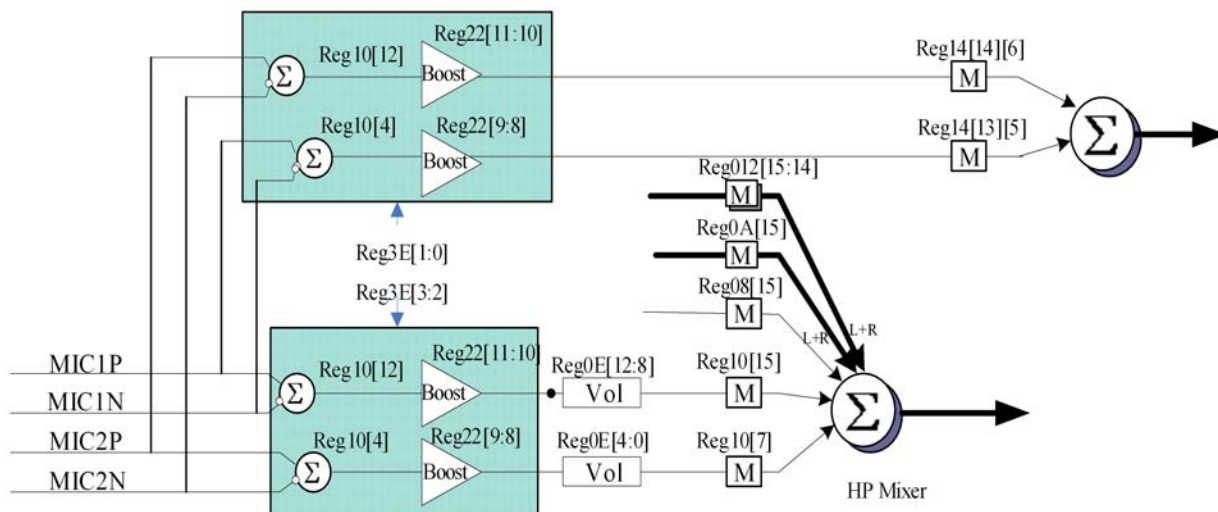 Reg22[11:10]
Reg10[12]
Σ
Boost
Reg14[14][6]
M
Reg10[4]
Reg22[9:8]
Σ
Boost
Reg14[13][5]
M
Σ
Reg012[15:14]
M
Reg3E[1:0]
Reg0A[15]
M
Reg3E[3:2]
Reg08[15]
M
L+R
L+R
MIC1P
Reg10[12]
Reg22[11:10]
Reg0E[12:8]
Reg10[15]
Σ
Boost
Vol
M
MIC1N
Σ
MIC2P
Reg10[4]
Reg22[9:8]
Reg0E[4:0]
Reg10[7]
Σ
Boost
Vol
M
MIC2N
HP Mixer